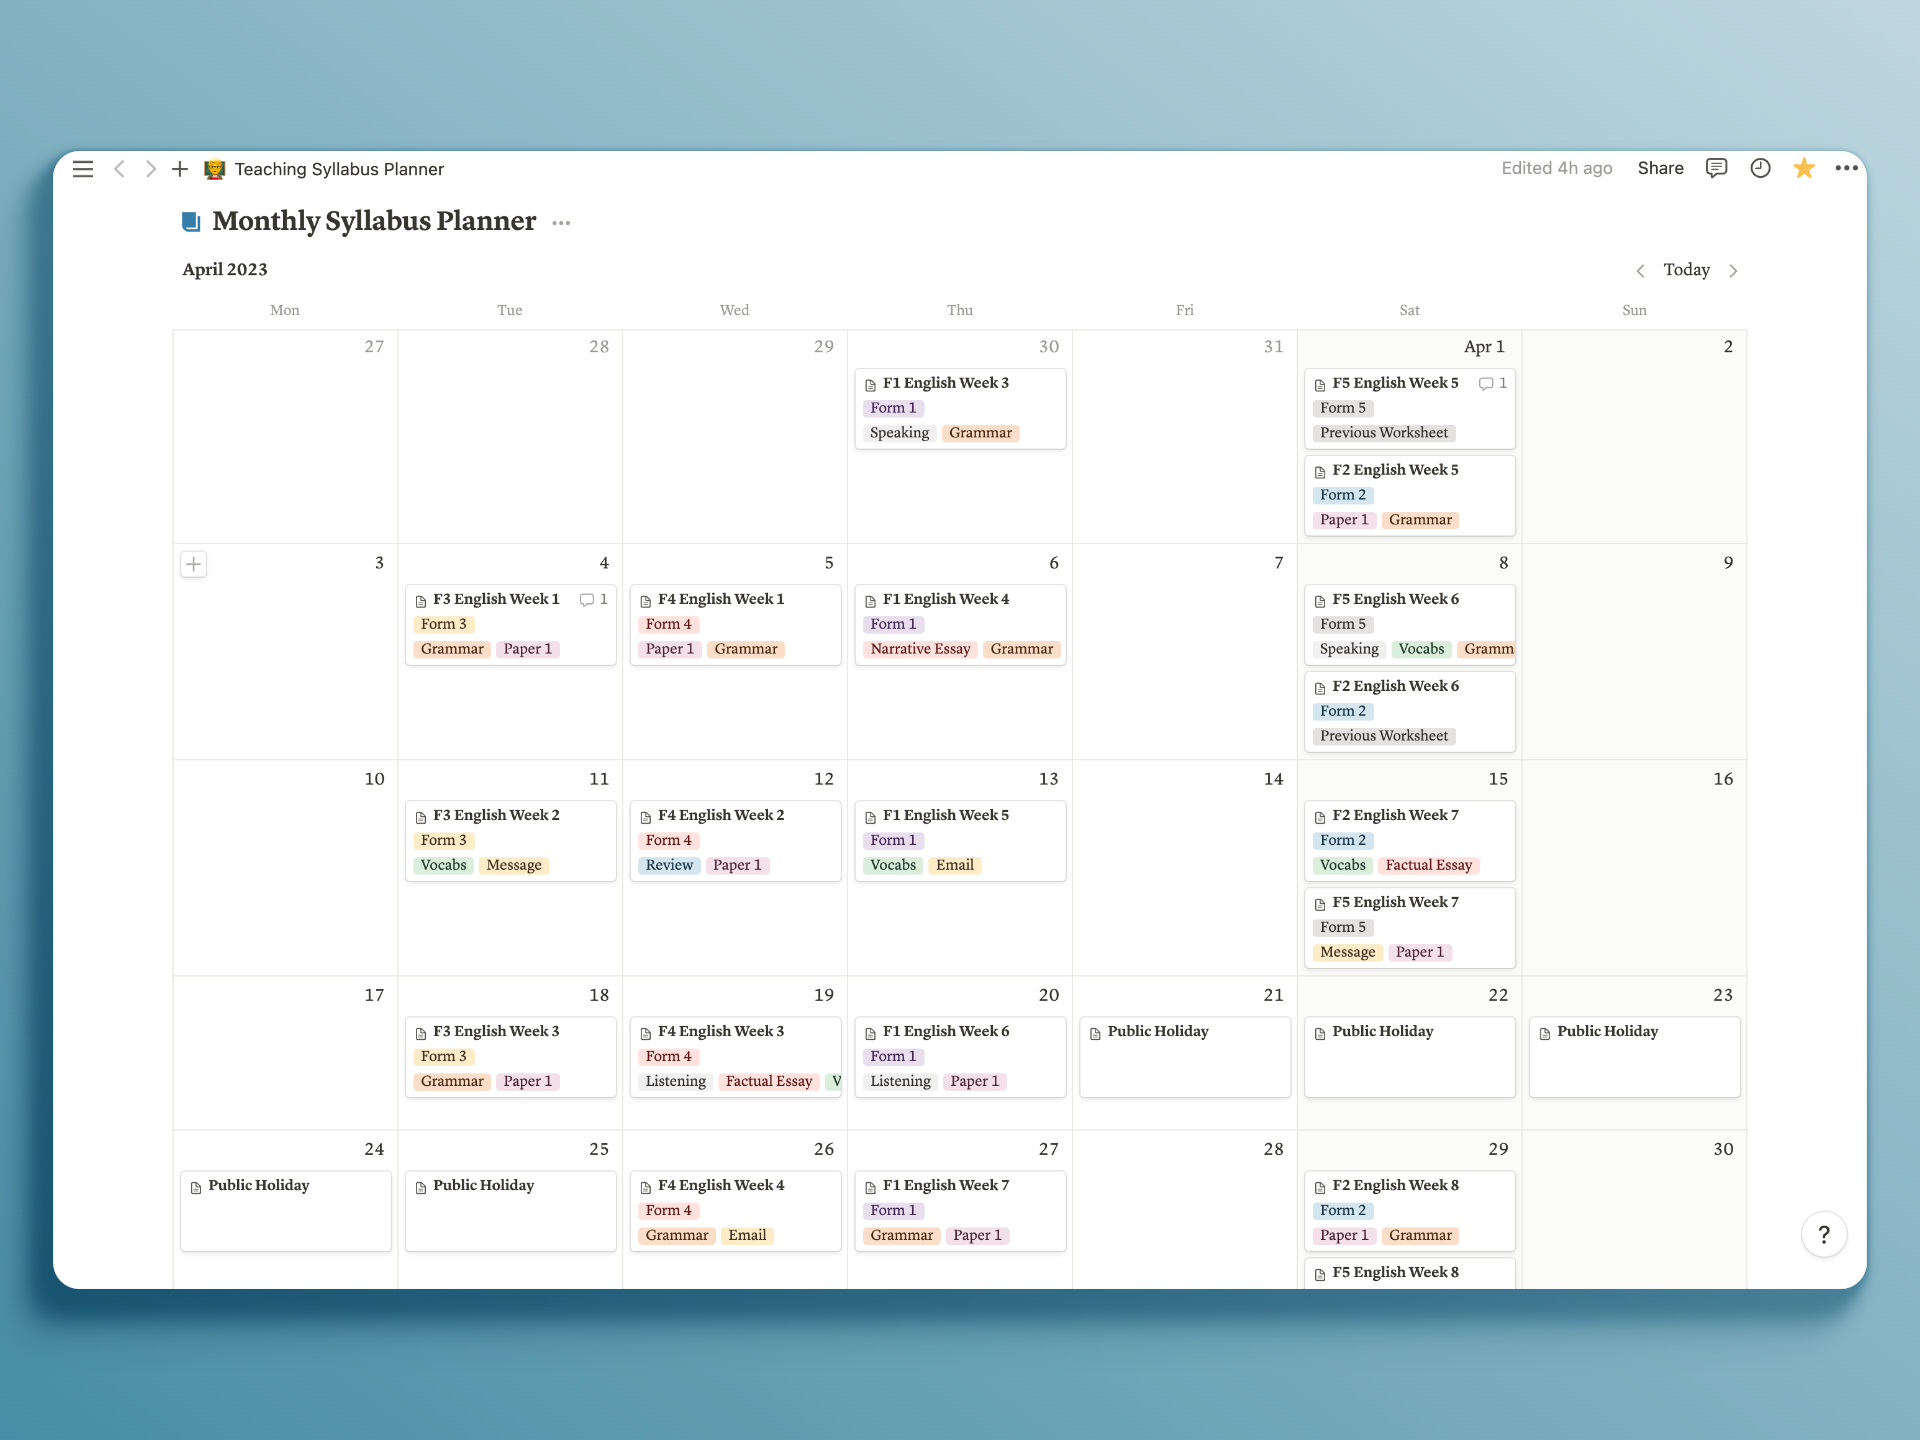 Teaching Syllabus Planner
Edited 4h ago Share
Monthly Syllabus Planner
April 2023
Today
Mon Tue Wed Thu Fri Sat Sun
27 28 29 30 31 Apr 1 2
F1 English Week 3
Form 1
Speaking Grammar
F5 English Week 5 1
Form 5
Previous Worksheet
F2 English Week 5
Form 2
Paper 1 Grammar
3 4 5 6 7 8 9
F3 English Week 1 1
Form 3
Grammar Paper 1
F4 English Week 1
Form 4
Paper 1 Grammar
F1 English Week 4
Form 1
Narrative Essay Grammar
F5 English Week 6
Form 5
Speaking Vocabs Gramm
F2 English Week 6
Form 2
Previous Worksheet
10 11 12 13 14 15 16
F3 English Week 2
Form 3
Vocabs Message
F4 English Week 2
Form 4
Review Paper 1
F1 English Week 5
Form 1
Vocabs Email
F2 English Week 7
Form 2
Vocabs Factual Essay
F5 English Week 7
Form 5
Message Paper 1
17 18 19 20 21 22 23
F3 English Week 3
Form 3
Grammar Paper 1
F4 English Week 3
Form 4
Listening Factual Essay V
F1 English Week 6
Form 1
Listening Paper 1
Public Holiday
Public Holiday
Public Holiday
24 25 26 27 28 29 30
Public Holiday
Public Holiday
F4 English Week 4
Form 4
Grammar Email
F1 English Week 7
Form 1
Grammar Paper 1
F2 English Week 8
Form 2
Paper 1 Grammar
F5 English Week 8
?